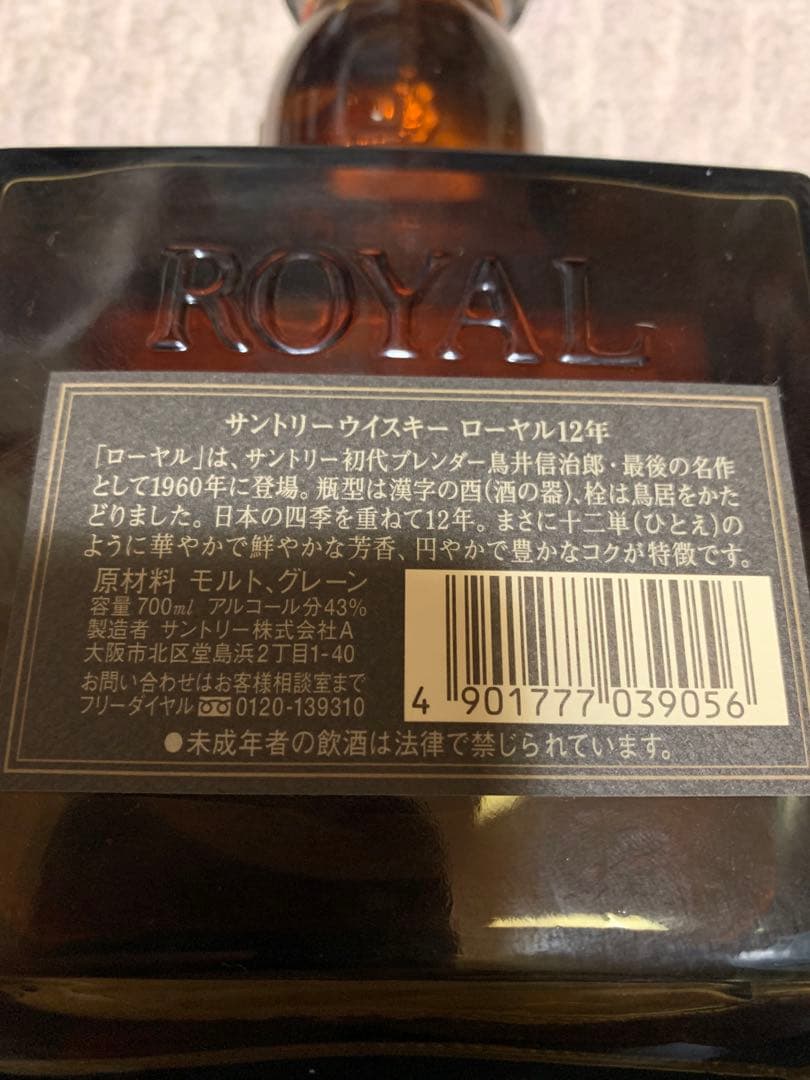 ROYAL
サントリーウイスキー ローヤル12年
「ローヤル」は、サントリー初代ブレンダー鳥井信治郎・最後の名作
として1960年に登場。瓶型は漢字の酉(酒の器)、栓は鳥居をかた
どりました。日本の四季を重ねて12年。まさに十二単(ひとえ)の
ように華やかで鮮やかな芳香、円やかで豊かなコクが特徴です。
原材料 モルト、グレーン
容量 700ml アルコール分43%
製造者 サントリー株式会社A
大阪市北区堂島浜2丁目1-40
お問い合わせはお客様相談室まで
フリーダイヤル 0120-139310
4 901777 039056
●未成年者の飲酒は法律で禁じられています。